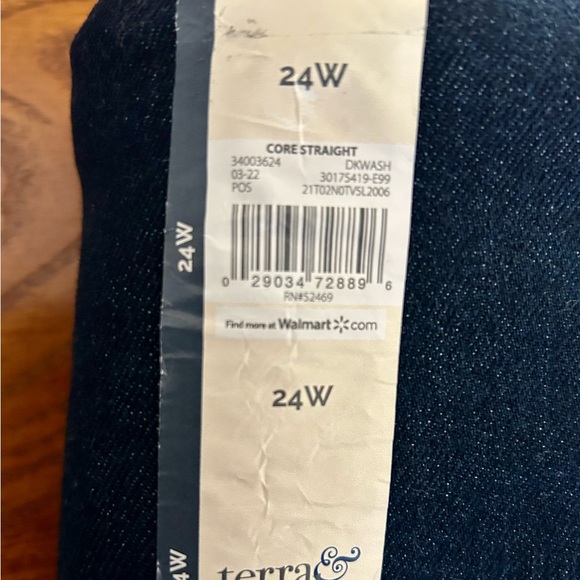 24W
CORE STRAIGHT
34003624 DKWASH
03-22 30175419-E99
POS 21T02N0TV5L2006
24W
0 29034 72889 6
RN#52469
Find more at Walmart.com
24W
4W
terra&